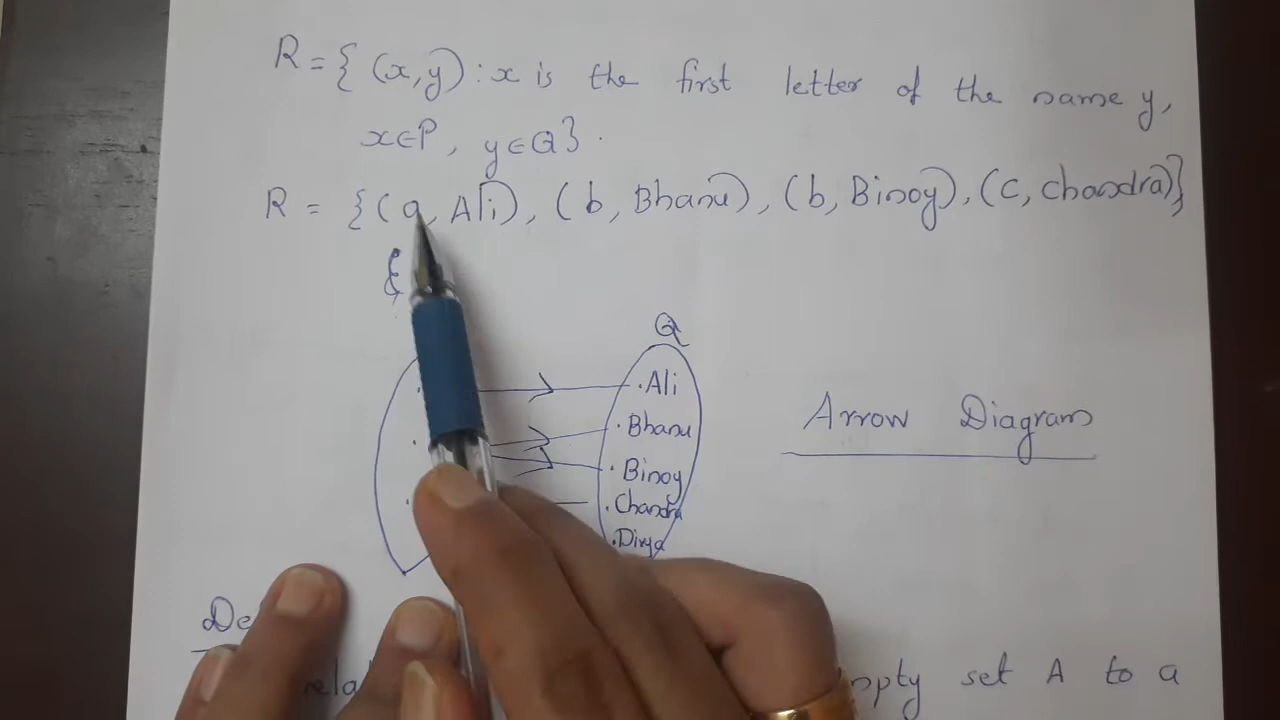 R = { (x, y) : x is the first letter of the name y,
x ∈ P, y ∈ Q } .
R = {(a, Ali), (b, Bhanu), (b, Binoy), (c, Chandra)}
{
Q
.Ali
.Bhanu
.Binoy
.Chandra
.Divya
Arrow Diagram
set A to a